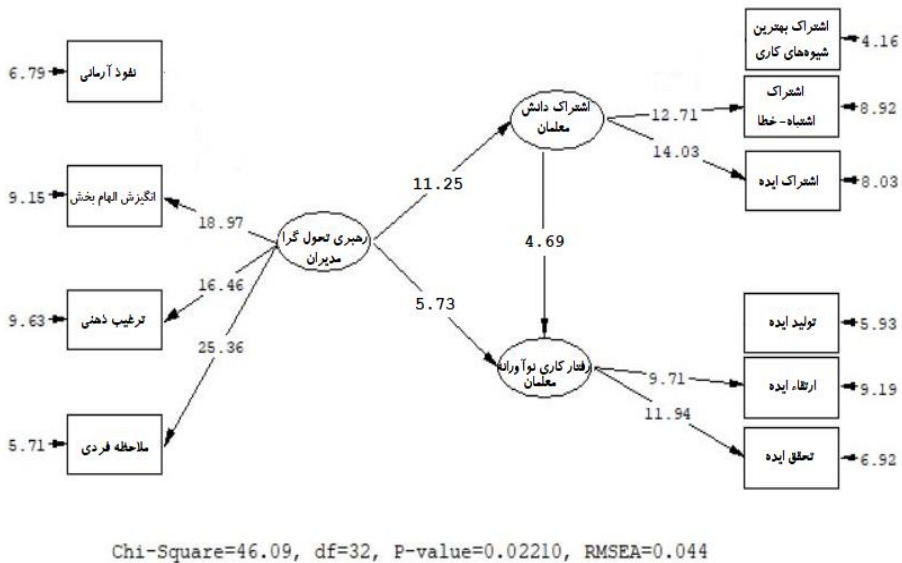 6.79
نفوذ آرمانی
9.15
انگیزش الهام بخش
9.63
ترغیب ذهنی
5.71
ملاحظه فردی
18.97
16.46
25.36
رهبری تحول گرا
مدیران
11.25
5.73
اشتراک دانش
معلمان
4.69
رفتار کاری نوآورانه
معلمان
12.71
14.03
9.71
11.94
اشتراک بهترین
شیوه‌های کاری
4.16
اشتراک
اشتباه-خطا
8.92
اشتراک ایده
8.03
تولید ایده
5.93
ارتقاء ایده
9.19
تحقق ایده
6.92
Chi-Square=46.09, df=32, P-value=0.02210, RMSEA=0.044